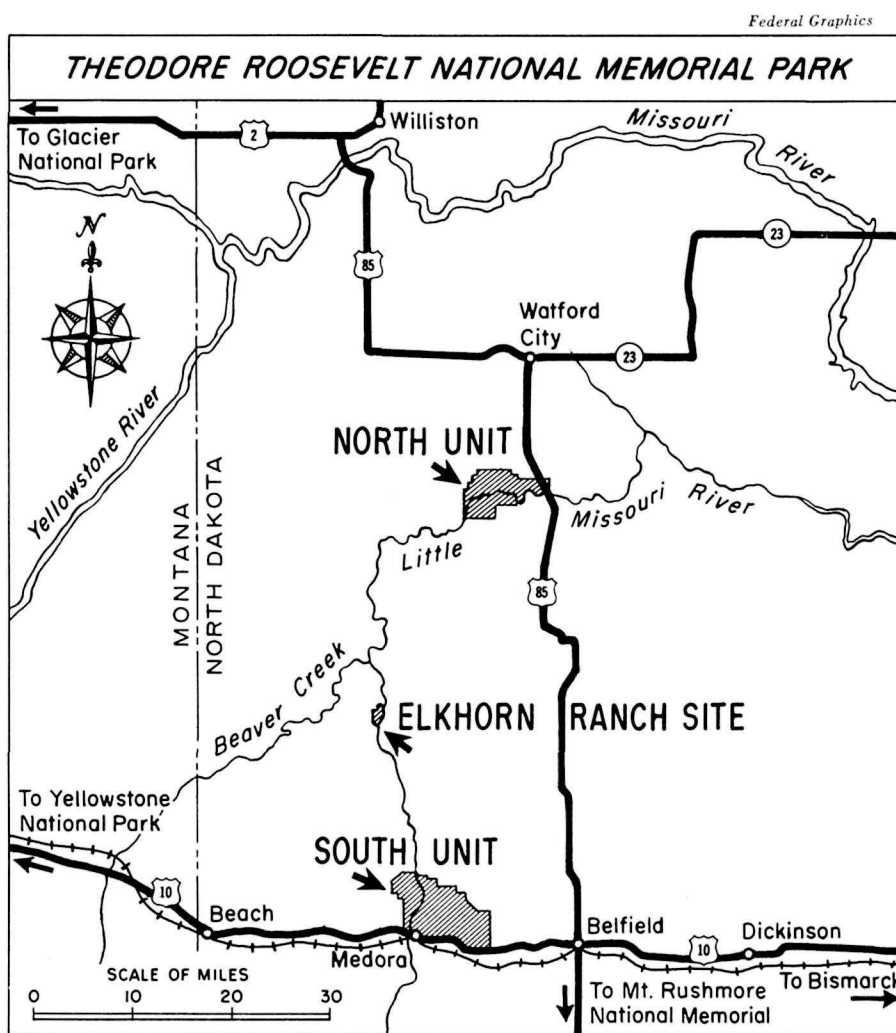 Federal Graphics
THEODORE ROOSEVELT NATIONAL MEMORIAL PARK
Williston
2
Missouri
River
To Glacier
National Park
N
85
23
Watford
City
23
Yellowstone River
NORTH UNIT
MONTANA
NORTH DAKOTA
Little
Missouri
River
85
Beaver Creek
ELKHORN RANCH SITE
To Yellowstone
National Park
SOUTH UNIT
10
Beach
Medora
Belfield
10
Dickinson
SCALE OF MILES
0 10 20 30
To Mt. Rushmore
National Memorial
To Bismarck